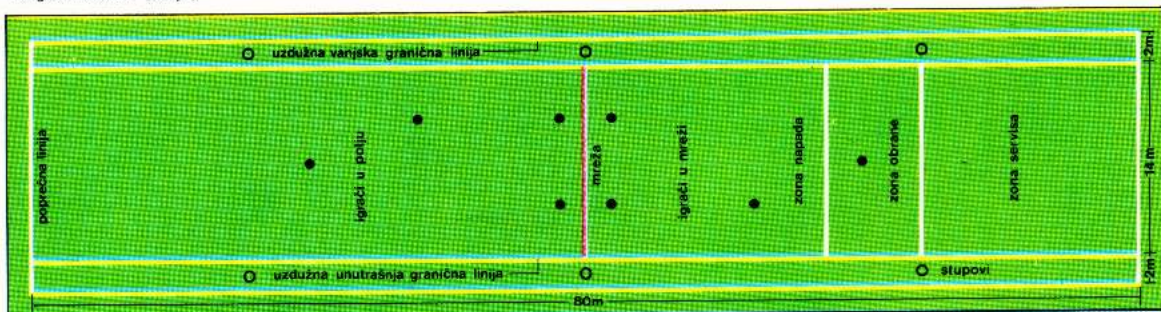 uzdužna vanjska granična linija
2m
poprečna linija
igrači u polju
mreža
igrači u mreži
zona napada
zona obrane
zona servisa
14m
uzdužna unutrašnja granična linija
stupovi
2m
80m